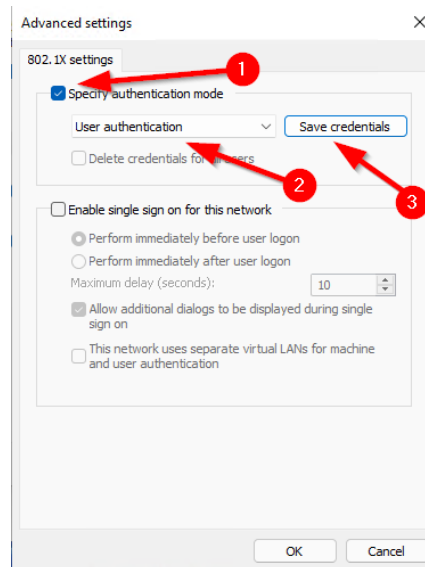 Advanced settings
802.1X settings
1
Specify authentication mode
User authentication
Save credentials
Delete credentials for all users
2
3
Enable single sign on for this network
Perform immediately before user logon
Perform immediately after user logon
Maximum delay (seconds):
10
Allow additional dialogs to be displayed during single
sign on
This network uses separate virtual LANs for machine
and user authentication
OK
Cancel